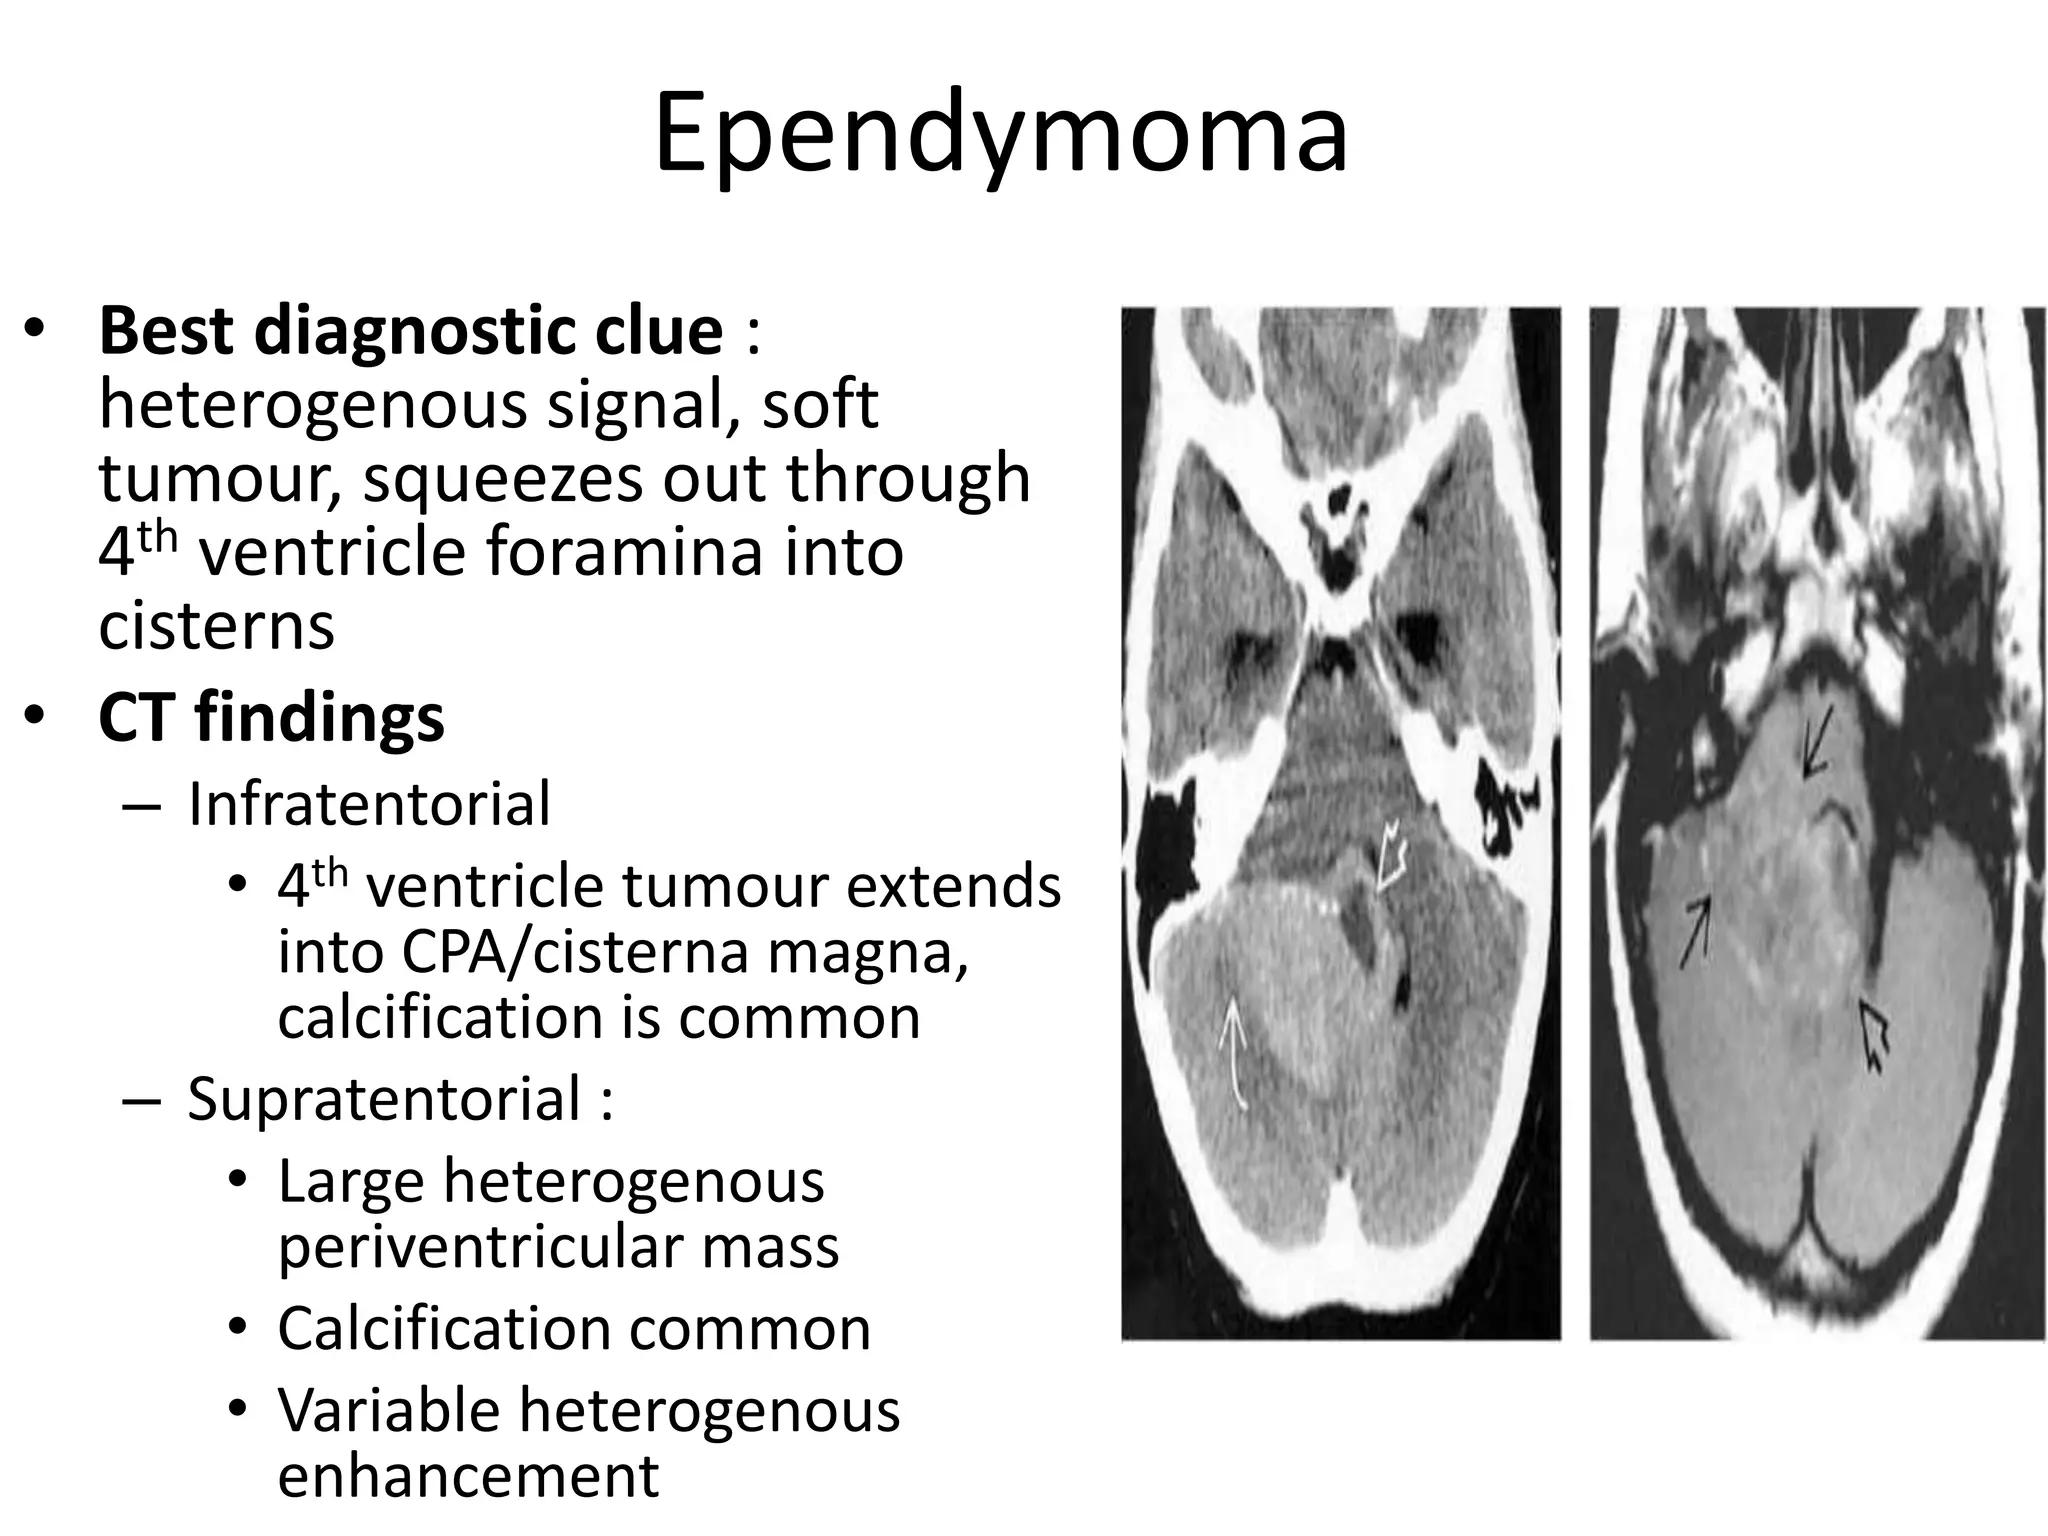 Ependymoma
• Best diagnostic clue :
heterogenous signal, soft
tumour, squeezes out through
4th ventricle foramina into
cisterns
• CT findings
– Infratentorial
• 4th ventricle tumour extends
into CPA/cisterna magna,
calcification is common
– Supratentorial :
• Large heterogenous
periventricular mass
• Calcification common
• Variable heterogenous
enhancement